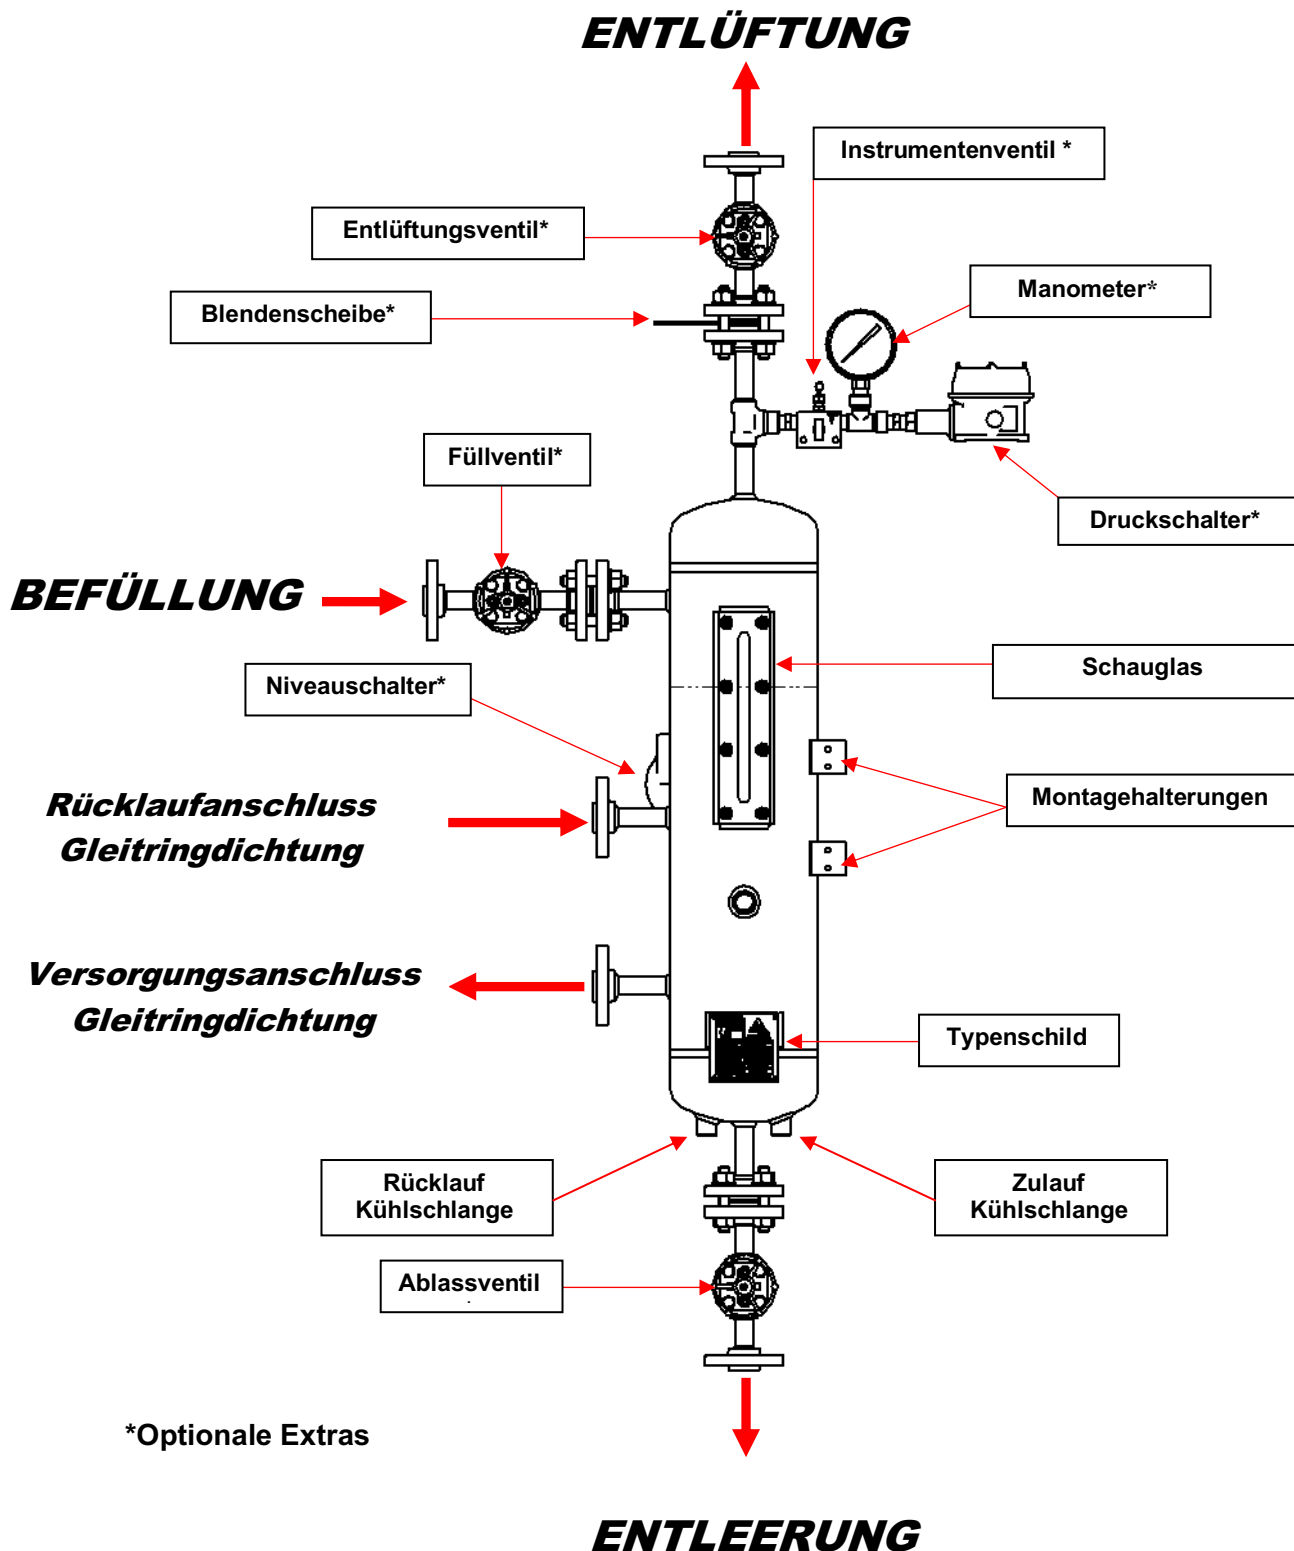 ENTLÜFTUNG
Instrumentenventil *
Entlüftungsventil*
Manometer*
Blendenscheibe*
Füllventil*
Druckschalter*
BEFÜLLUNG
Schauglas
Niveauschalter*
Rücklaufanschluss
Gleitringdichtung
Montagehalterungen
Versorgungsanschluss
Gleitringdichtung
Typenschild
Rücklauf
Kühlschlange
Zulauf
Kühlschlange
Ablassventil
*Optionale Extras
ENTLEERUNG